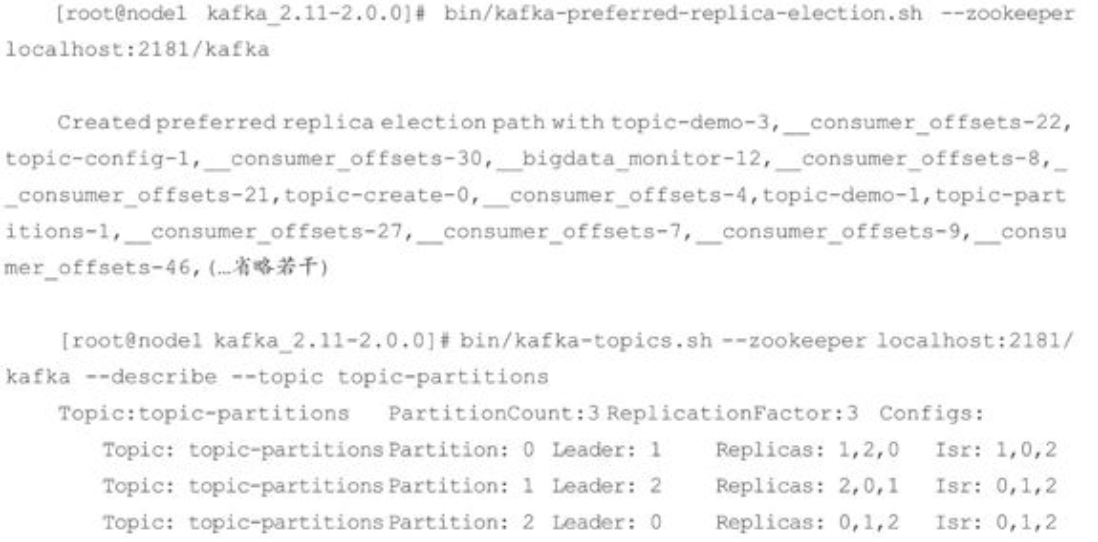 [root@node1 kafka_2.11-2.0.0]# bin/kafka-preferred-replica-election.sh --zookeeper
localhost:2181/kafka
Created preferred replica election path with topic-demo-3,__consumer_offsets-22,
topic-config-1,__consumer_offsets-30,__bigdata_monitor-12,__consumer_offsets-8,_
_consumer_offsets-21,topic-create-0,__consumer_offsets-4,topic-demo-1,topic-part
itions-1,__consumer_offsets-27,__consumer_offsets-7,__consumer_offsets-9,__consu
mer_offsets-46,(…省略若干)
[root@node1 kafka_2.11-2.0.0]# bin/kafka-topics.sh --zookeeper localhost:2181/
kafka --describe --topic topic-partitions
Topic:topic-partitions PartitionCount:3 ReplicationFactor:3 Configs:
Topic: topic-partitions Partition: 0 Leader: 1 Replicas: 1,2,0 Isr: 1,0,2
Topic: topic-partitions Partition: 1 Leader: 2 Replicas: 2,0,1 Isr: 0,1,2
Topic: topic-partitions Partition: 2 Leader: 0 Replicas: 0,1,2 Isr: 0,1,2